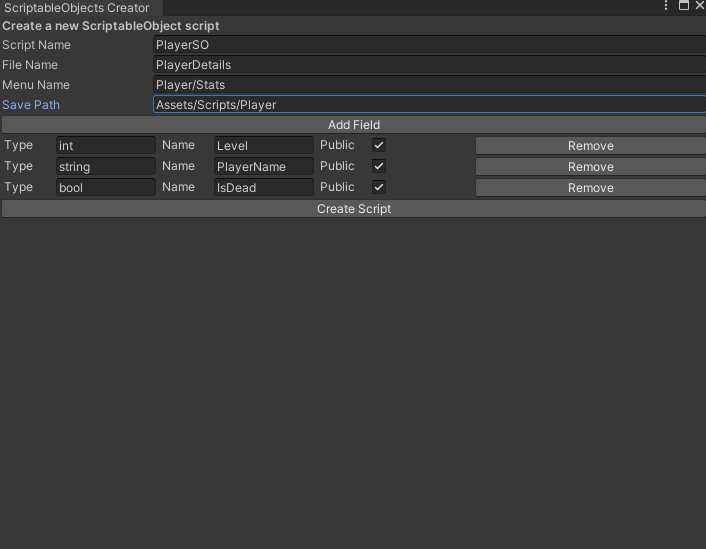 ScriptableObjects Creator
Create a new ScriptableObject script
Script Name PlayerSO
File Name PlayerDetails
Menu Name Player/Stats
Save Path Assets/Scripts/Player
Add Field
Type int Name Level Public Remove
Type string Name PlayerName Public Remove
Type bool Name IsDead Public Remove
Create Script